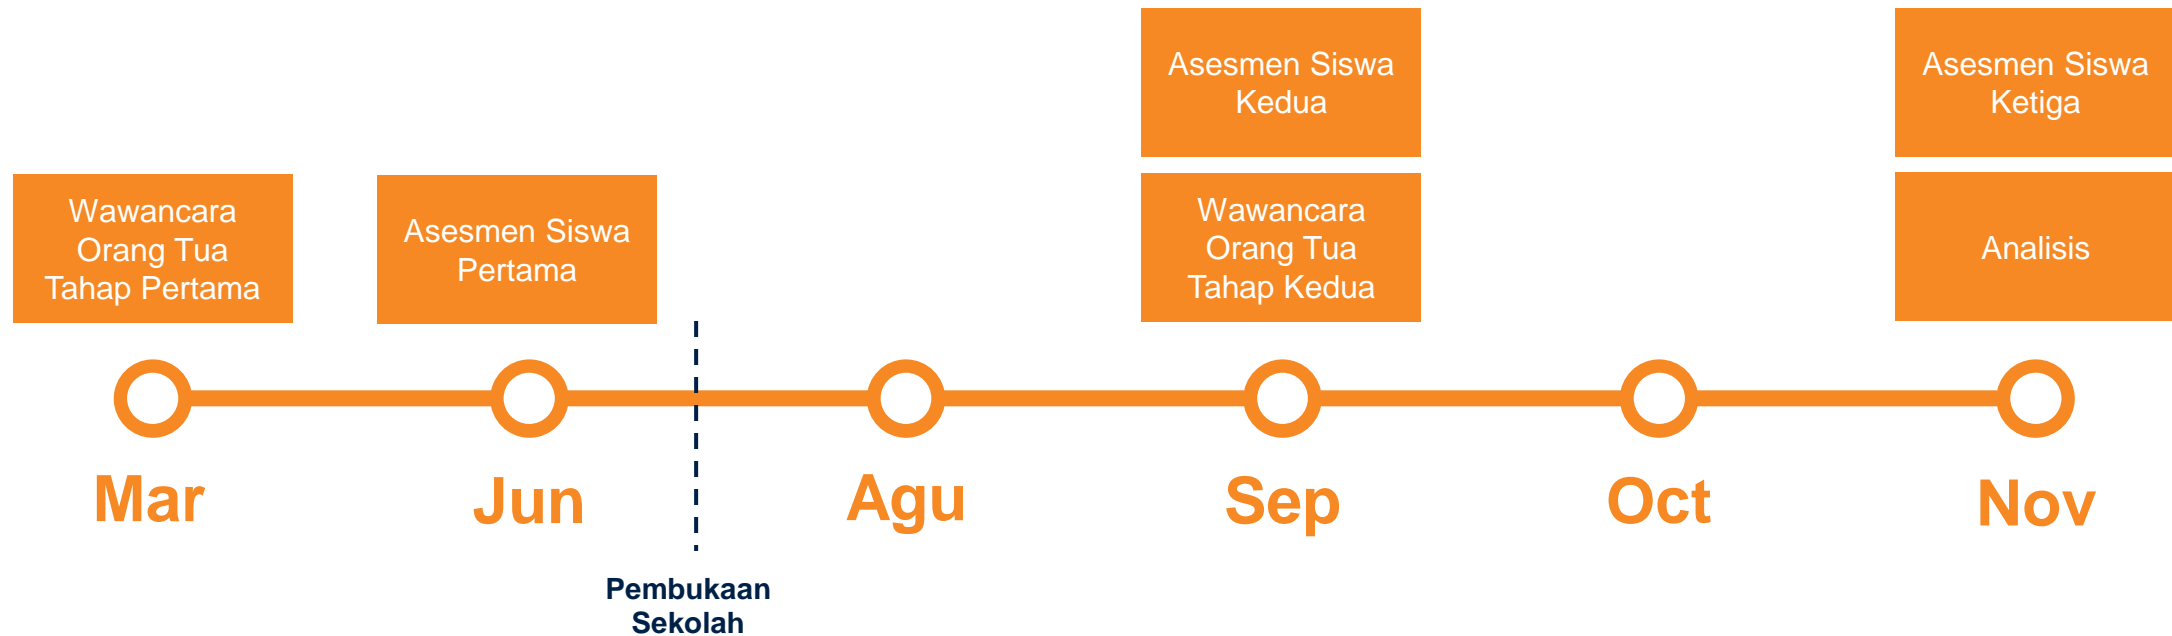 Asesmen Siswa
Kedua
Asesmen Siswa
Ketiga
Wawancara
Orang Tua
Tahap Pertama
Asesmen Siswa
Pertama
Wawancara
Orang Tua
Tahap Kedua
Analisis
Mar
Jun
Agu
Sep
Oct
Nov
Pembukaan
Sekolah